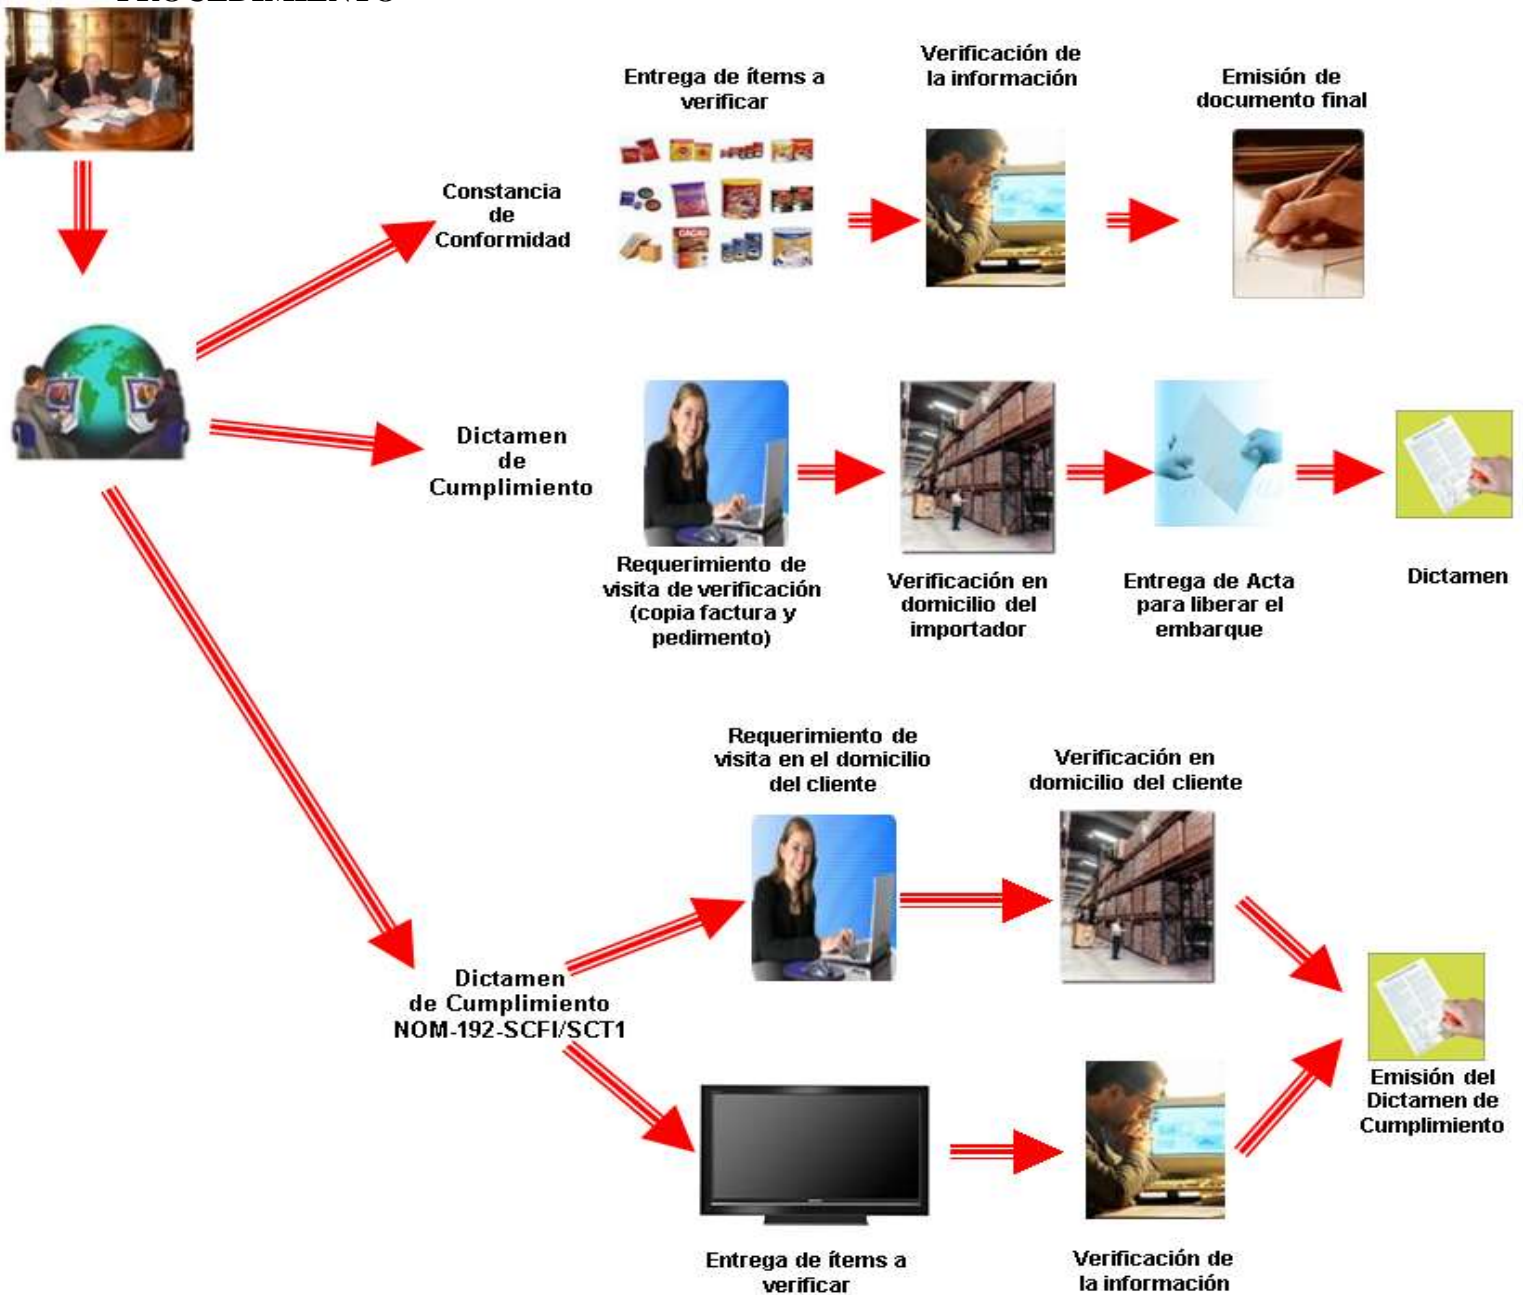 PROCEDIMIENTO
Entrega de ítems a
verificar
Verificación de
la información
Emisión de
documento final
Constancia
de
Conformidad
CACAO
Dictamen
de
Cumplimiento
Requerimiento de
visita de verificación
(copia factura y
pedimento)
Verificación en
domicilio del
importador
Entrega de Acta
para liberar el
embarque
Dictamen
Requerimiento de
visita en el domicilio
del cliente
Verificación en
domicilio del cliente
Dictamen
de Cumplimiento
NOM-192-SCFI/SCT1
Emisión del
Dictamen de
Cumplimiento
Entrega de ítems a
verificar
Verificación de
la información